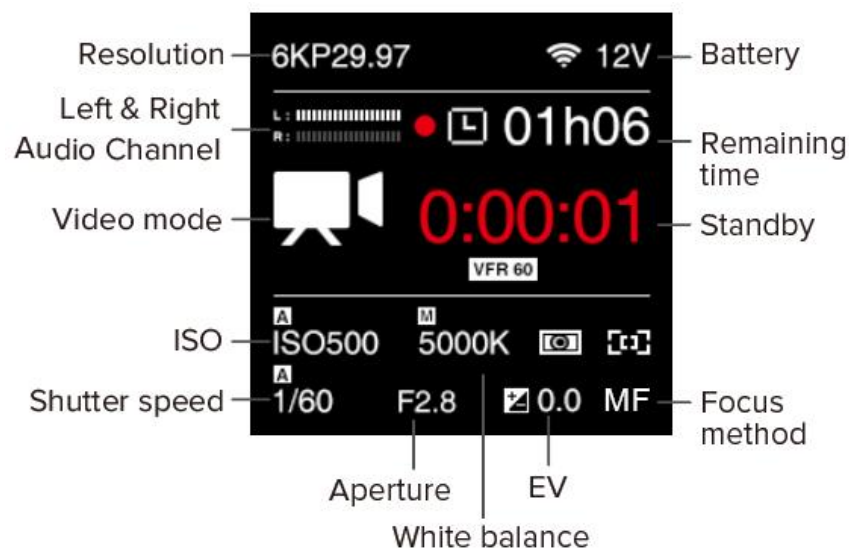 Resolution
6KP29.97
12V
Battery
Left & Right
Audio Channel
L:
R:
L
01h06
Remaining
time
Video mode
0:00:01
Standby
VFR 60
A
M
ISO
ISO500
5000K
A
Shutter speed
1/60
F2.8
0.0
MF
Focus
method
Aperture
EV
White balance